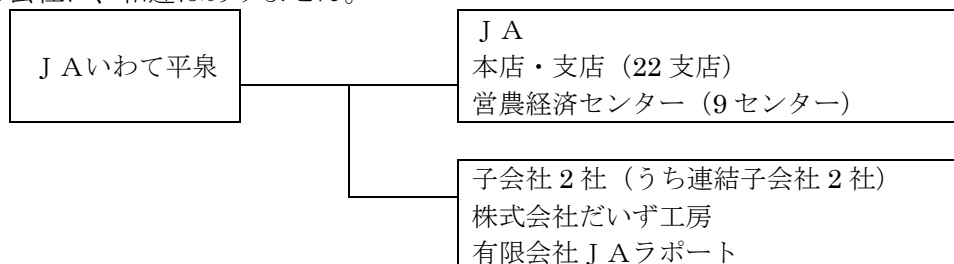 ＪＡいわて平泉
ＪＡ
本店・支店（22 支店）
営農経済センター（9 センター）
子会社 2 社（うち連結子会社 2 社）
株式会社だいず工房
有限会社ＪＡラポート